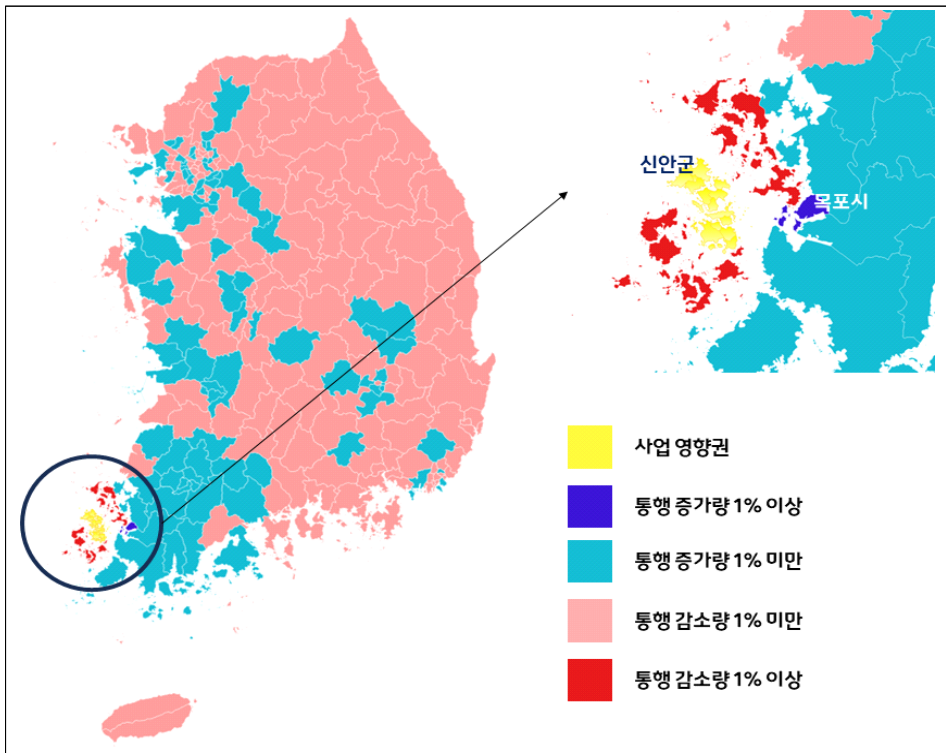 신안군
목포시
사업 영향권
통행 증가량 1% 이상
통행 증가량 1% 미만
통행 감소량 1% 미만
통행 감소량 1% 이상